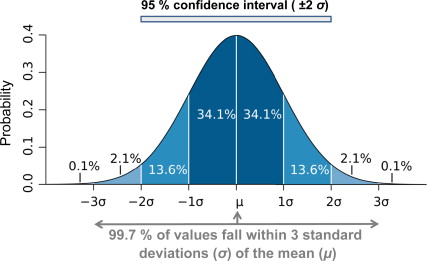 95 % confidence interval ( ±2 σ)
Probability
0.4
0.3
0.2
0.1
0.0
34.1% 34.1%
0.1% 2.1% 13.6% 13.6% 2.1% 0.1%
−3σ −2σ −1σ μ 1σ 2σ 3σ
99.7 % of values fall within 3 standard
deviations (σ) of the mean (μ)